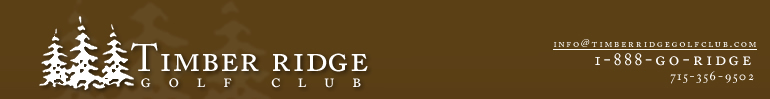 TIMBER RIDGE
GOLF CLUB
INFO@TIMBERRIDGEGOLFCLUB.COM
1-888-GO-RIDGE
715-356-9502